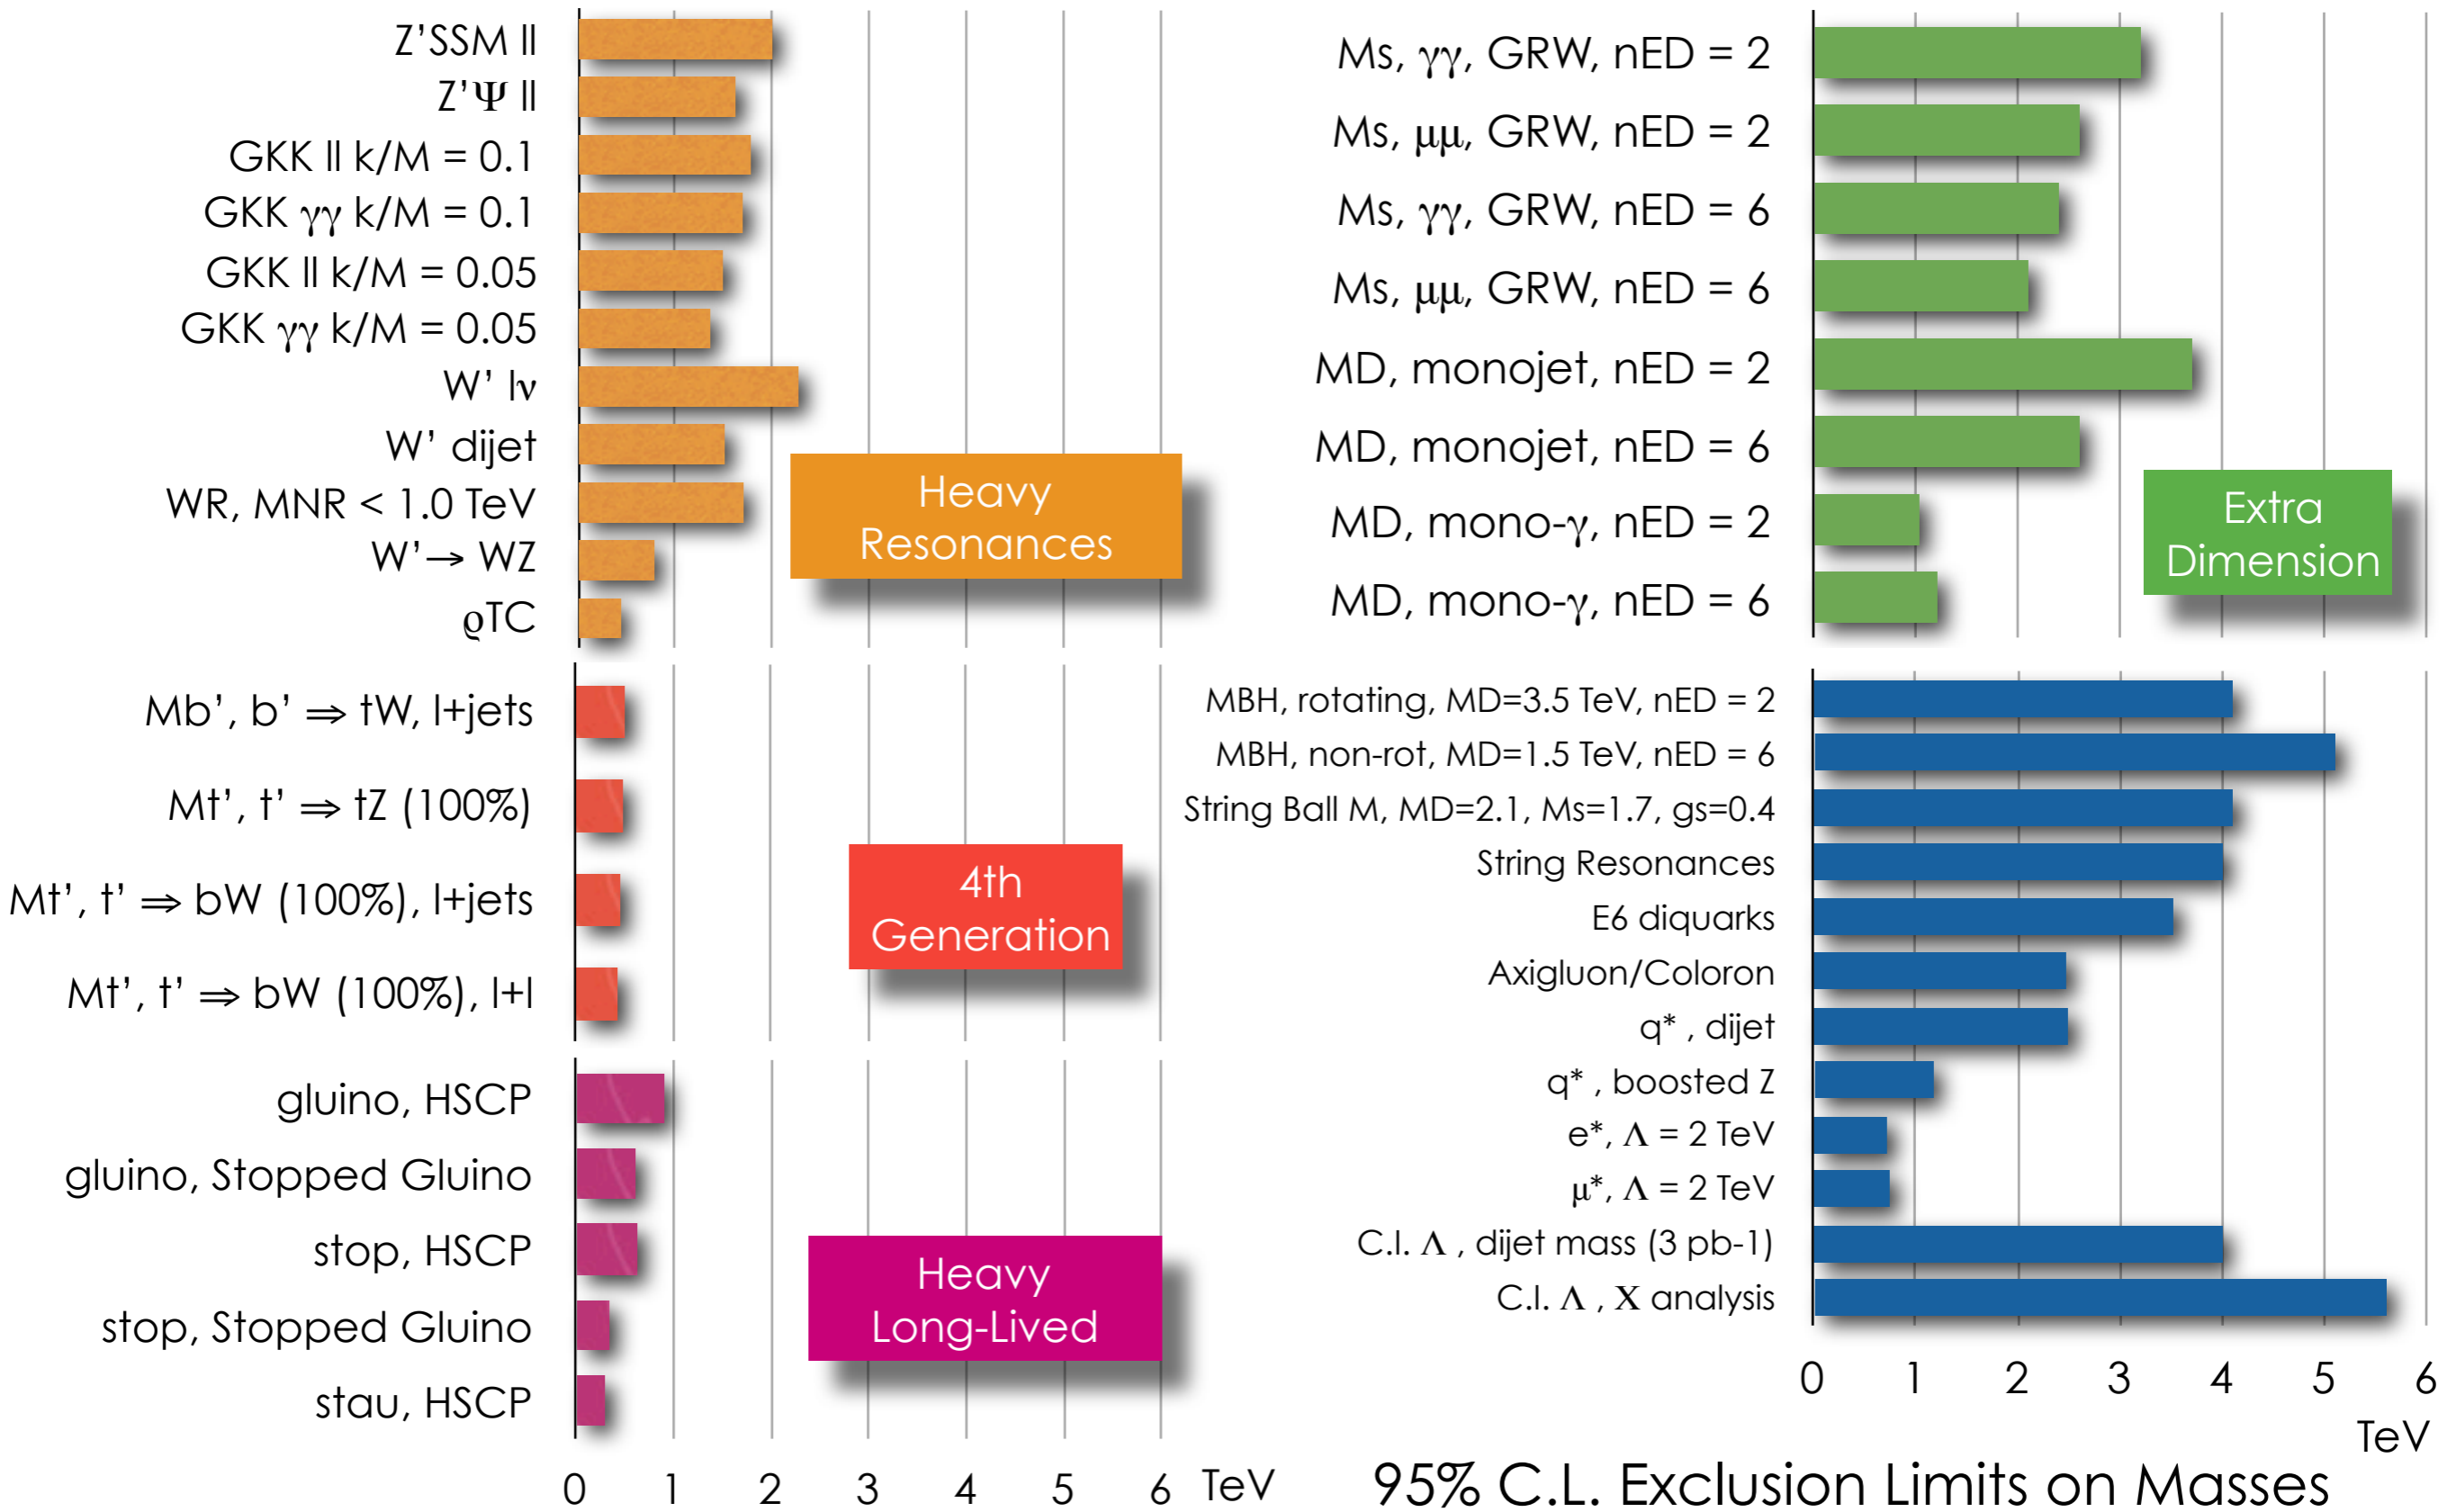 Z’SSM ll
Z’Ψ ll
GKK ll k/M = 0.1
GKK γγ k/M = 0.1
GKK ll k/M = 0.05
GKK γγ k/M = 0.05
W’ lν
W’ dijet
WR, MNR < 1.0 TeV
W’→ WZ
ϱTC
Heavy
Resonances
Mb’, b’ ⇒ tW, l+jets
Mt’, t’ ⇒ tZ (100%)
Mt’, t’ ⇒ bW (100%), l+jets
Mt’, t’ ⇒ bW (100%), l+l
4th
Generation
gluino, HSCP
gluino, Stopped Gluino
stop, HSCP
stop, Stopped Gluino
stau, HSCP
Heavy
Long-Lived
0 1 2 3 4 5 6 TeV
Ms, γγ, GRW, nED = 2
Ms, μμ, GRW, nED = 2
Ms, γγ, GRW, nED = 6
Ms, μμ, GRW, nED = 6
MD, monojet, nED = 2
MD, monojet, nED = 6
MD, mono-γ, nED = 2
MD, mono-γ, nED = 6
Extra
Dimension
MBH, rotating, MD=3.5 TeV, nED = 2
MBH, non-rot, MD=1.5 TeV, nED = 6
String Ball M, MD=2.1, Ms=1.7, gs=0.4
String Resonances
E6 diquarks
Axigluon/Coloron
q* , dijet
q* , boosted Z
e*, Λ = 2 TeV
μ*, Λ = 2 TeV
C.I. Λ , dijet mass (3 pb-1)
C.I. Λ , X analysis
0 1 2 3 4 5 6
TeV
95% C.L. Exclusion Limits on Masses